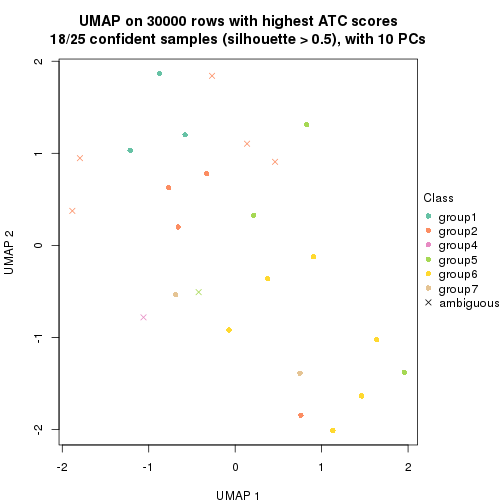 UMAP on 30000 rows with highest ATC scores
18/25 confident samples (silhouette > 0.5), with 10 PCs
2
1
0
-1
-2
UMAP 2
-2
-1
0
1
2
UMAP 1
Class
group1
group2
group4
group5
group6
group7
ambiguous